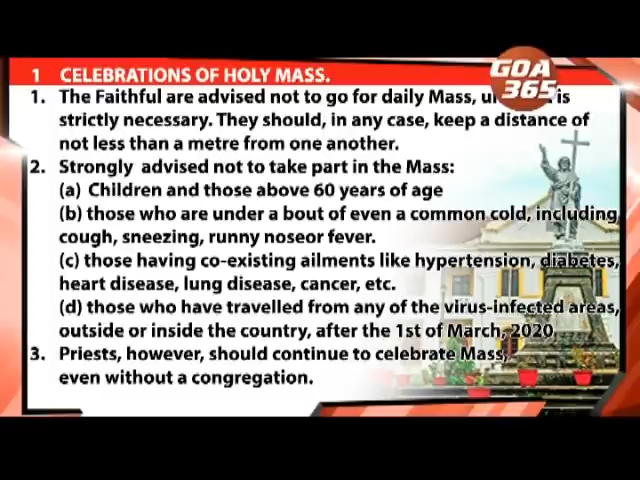 GOA
365
1 CELEBRATIONS OF HOLY MASS.
1. The Faithful are advised not to go for daily Mass, is
strictly necessary. They should, in any case, keep a distance of
not less than a metre from one another.
2. Strongly advised not to take part in the Mass:
(a) Children and those above 60 years of age
(b) those who are under a bout of even a common cold, including
cough, sneezing, runny noseor fever.
(c) those having co-existing ailments like hypertension, diabetes,
heart disease, lung disease, cancer, etc.
(d) those who have travelled from any of the virus-infected areas,
outside or inside the country, after the 1st of March, 2020.
3. Priests, however, should continue to celebrate Mass,
even without a congregation.